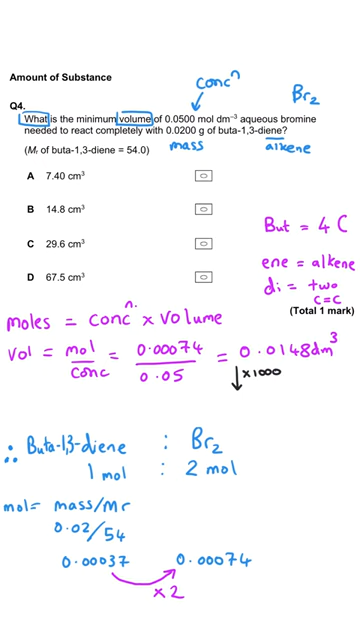 Amount of Substance
concⁿ
Br₂
Q4.
What is the minimum volume of 0.0500 mol dm⁻³ aqueous bromine
needed to react completely with 0.0200 g of buta-1,3-diene?
(Mr of buta-1,3-diene = 54.0)
mass
alkene
A 7.40 cm³
B 14.8 cm³
C 29.6 cm³
D 67.5 cm³
But = 4 C
ene = alkene
di = two
C=C
(Total 1 mark)
moles = concⁿ· x volume
vol = mol/conc = 0.00074/0.05 = 0.0148dm³
x1000
∴ Buta-1,3-diene : Br₂
1 mol : 2 mol
mol = mass/Mr
0.02/54
0.00037 0.00074
x2